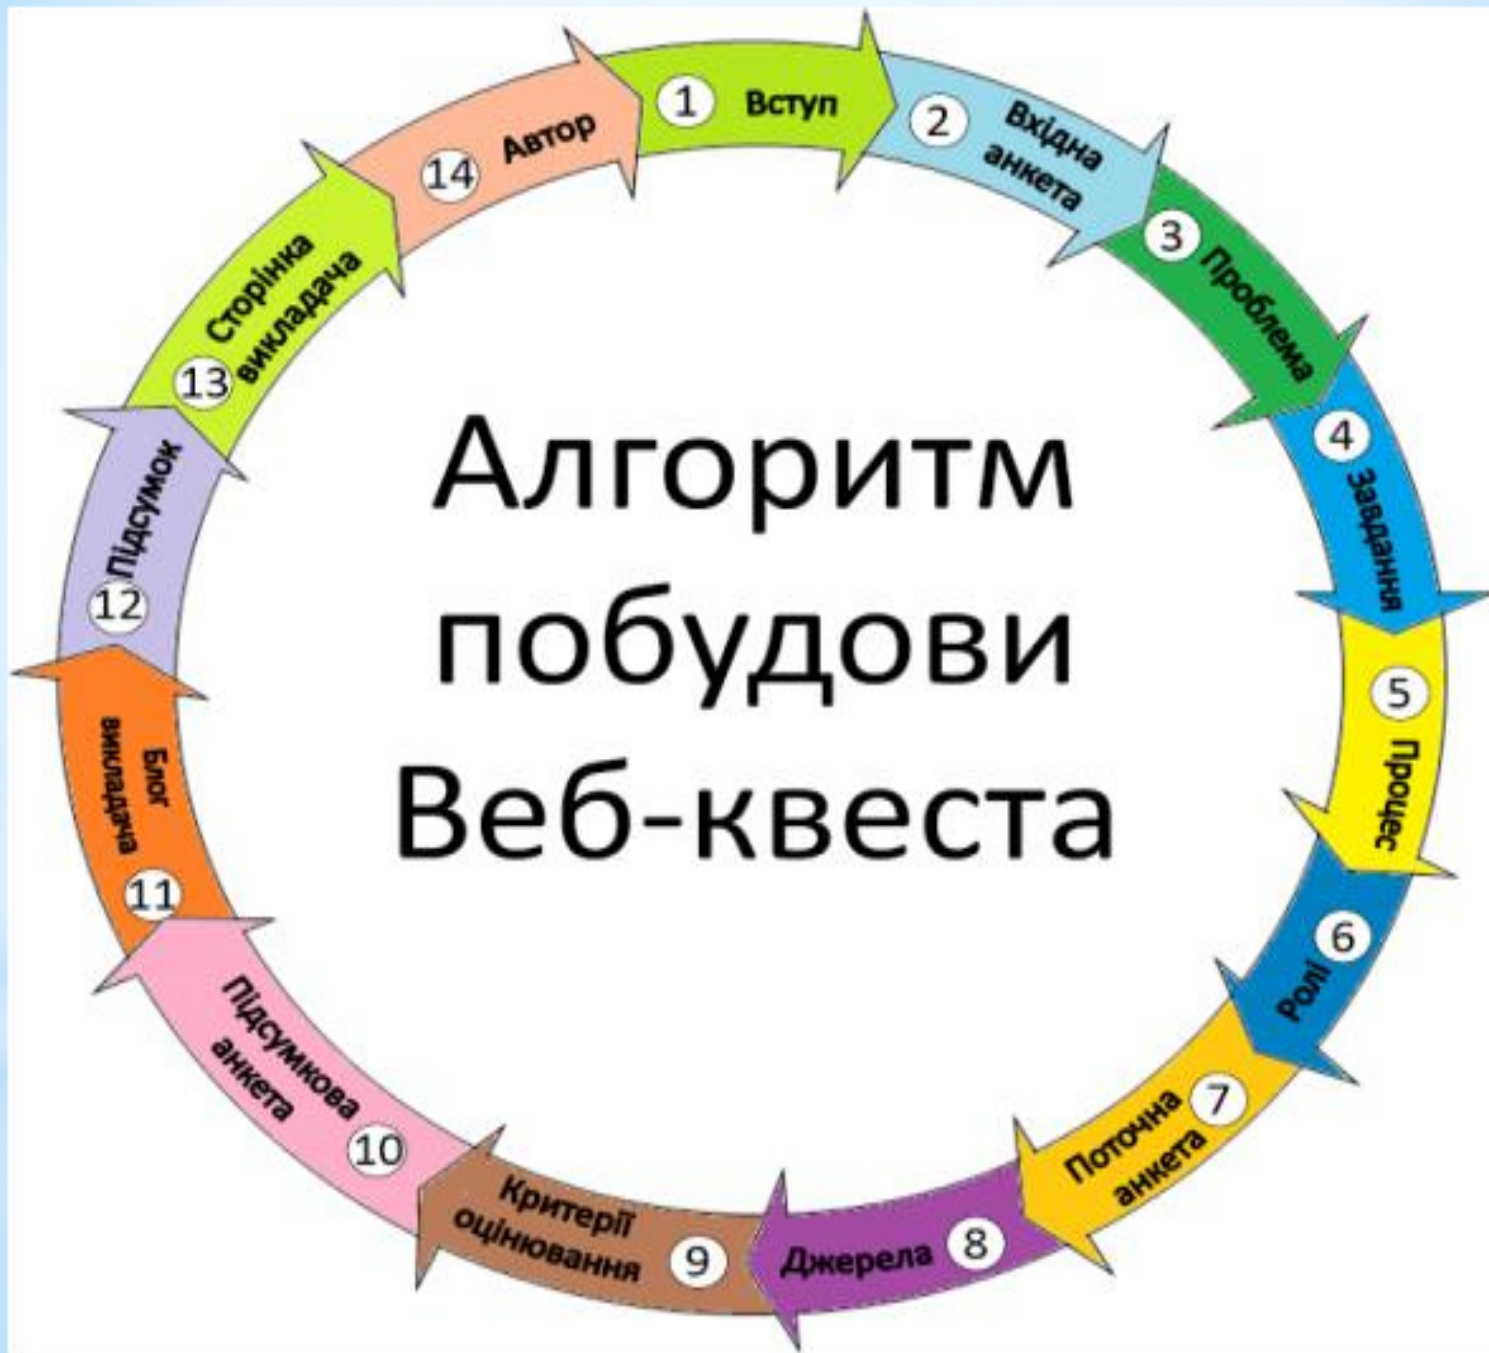 Алгоритм
побудови
Веб-квеста
1 Вступ
2 Вхідна
анкета
3 Проблема
4 Завдання
5 Процес
6 Ролі
7 Поточна
анкета
8 Джерела
9 Критерії
оцінювання
10 Підсумкова
анкета
11 Блоґ
викладача
12 Підсумок
13 Сторінка
викладача
14 Автор